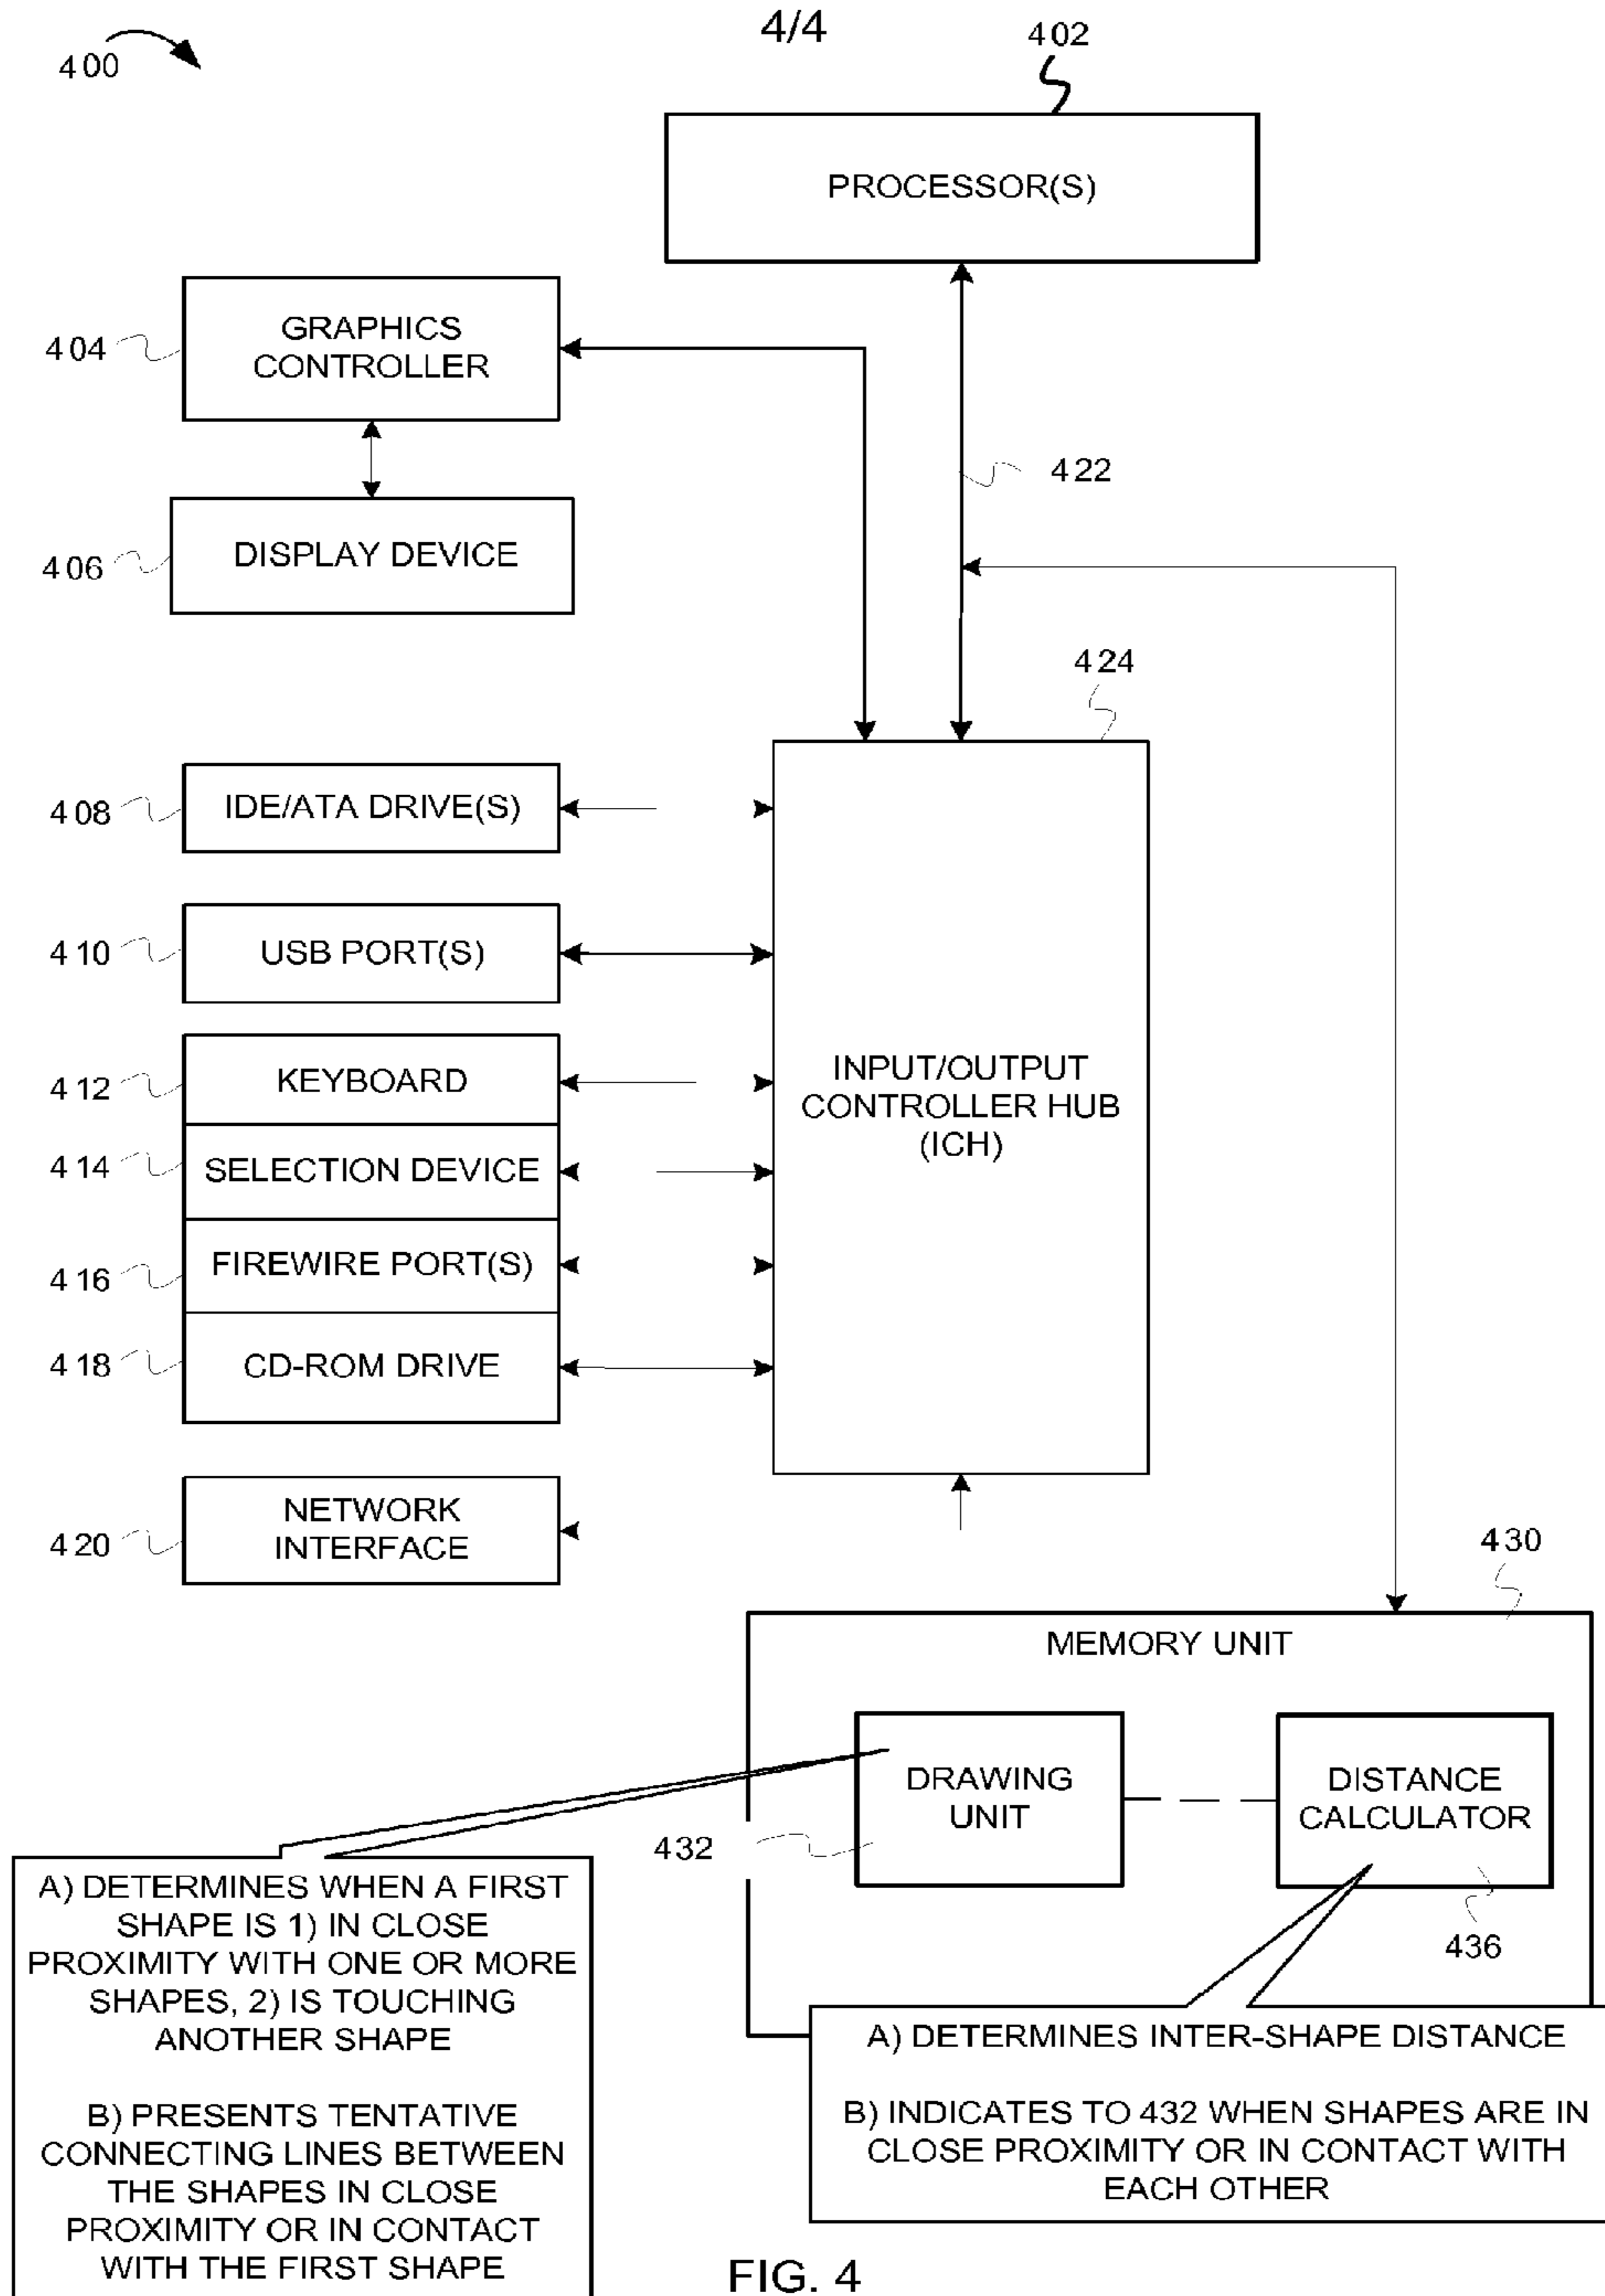 4/4
400
402
PROCESSOR(S)
GRAPHICS
CONTROLLER
404
422
DISPLAY DEVICE
406
424
IDE/ATA DRIVE(S)
408
USB PORT(S)
410
KEYBOARD
412
INPUT/OUTPUT
CONTROLLER HUB
(ICH)
SELECTION DEVICE
414
FIREWIRE PORT(S)
416
CD-ROM DRIVE
418
NETWORK
INTERFACE
420
430
MEMORY UNIT
DRAWING
UNIT
432
DISTANCE
CALCULATOR
436
A) DETERMINES WHEN A FIRST
SHAPE IS 1) IN CLOSE
PROXIMITY WITH ONE OR MORE
SHAPES, 2) IS TOUCHING
ANOTHER SHAPE
B) PRESENTS TENTATIVE
CONNECTING LINES BETWEEN
THE SHAPES IN CLOSE
PROXIMITY OR IN CONTACT
WITH THE FIRST SHAPE
A) DETERMINES INTER-SHAPE DISTANCE
B) INDICATES TO 432 WHEN SHAPES ARE IN
CLOSE PROXIMITY OR IN CONTACT WITH
EACH OTHER
FIG. 4